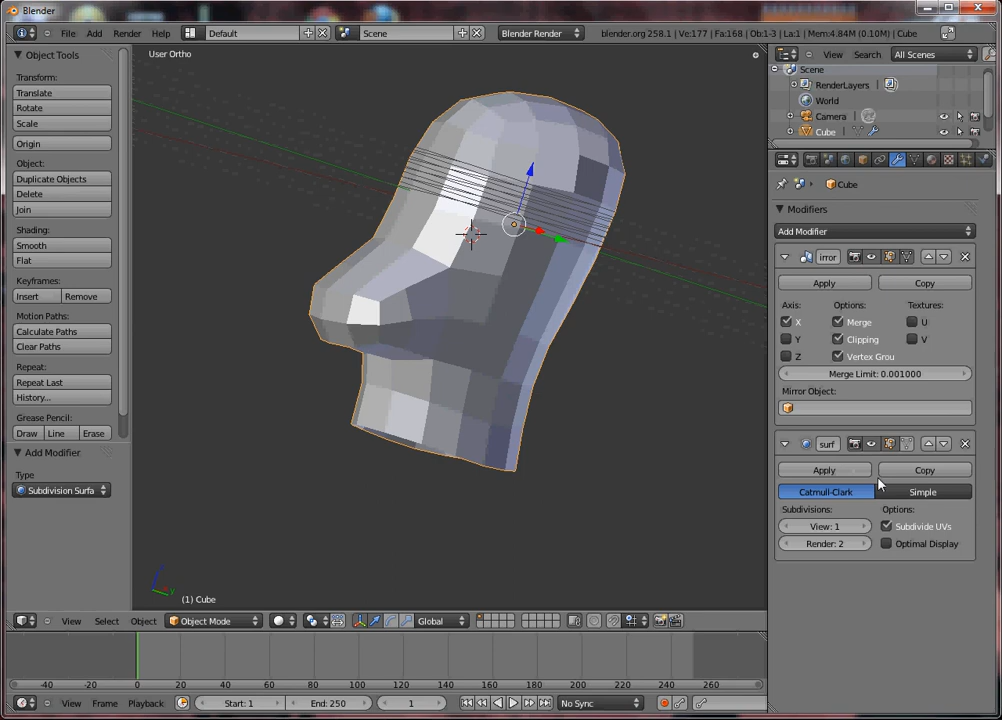 Blender
File Add Render Help Default Scene Blender Render blender.org 258.1 | Ve:177 | Fa:168 | Ob:1-3 | La:1 | Mem:4.84M (0.10M) | Cube
Object Tools
Transform:
Translate
Rotate
Scale
Origin
Object:
Duplicate Objects
Delete
Join
Shading:
Smooth
Flat
Keyframes:
Insert Remove
Motion Paths:
Calculate Paths
Clear Paths
Repeat:
Repeat Last
History...
Grease Pencil:
Draw Line Erase
Add Modifier
Type
Subdivision Surfa
User Ortho
(1) Cube
View Select Object Object Mode Global
-40 -20 0 20 40 60 80 100 120 140 160 180 200 220 240 260
View Frame Playback Start: 1 End: 250 1 No Sync
View Search All Scenes
Scene
RenderLayers
World
Camera
Cube
Cube
Modifiers
Add Modifier
irror
Apply Copy
Axis: Options: Textures:
X Merge U
Y Clipping V
Z Vertex Grou
Merge Limit: 0.001000
Mirror Object:
surf
Apply Copy
Catmull-Clark Simple
Subdivisions: Options:
View: 1 Subdivide UVs
Render: 2 Optimal Display